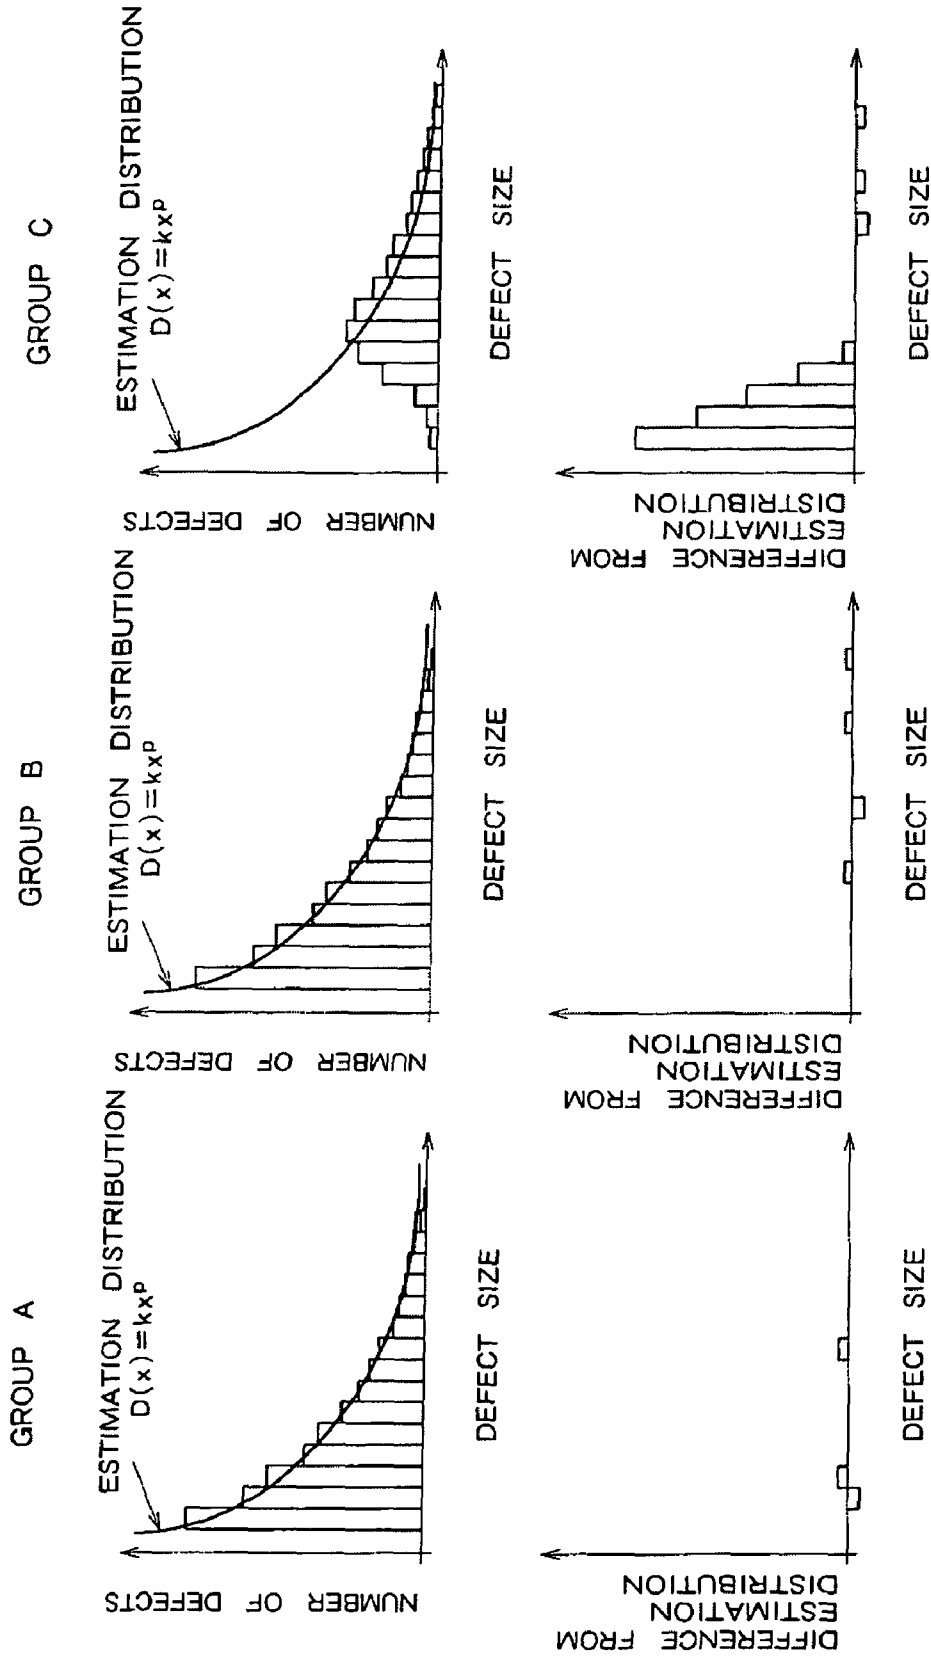 GROUP A
ESTIMATION DISTRIBUTION
D(x)=kx^p
NUMBER OF DEFECTS
DEFECT SIZE
DIFFERENCE FROM
ESTIMATION
DISTRIBUTION
DEFECT SIZE
GROUP B
ESTIMATION DISTRIBUTION
D(x)=kx^p
NUMBER OF DEFECTS
DEFECT SIZE
DIFFERENCE FROM
ESTIMATION
DISTRIBUTION
DEFECT SIZE
GROUP C
ESTIMATION DISTRIBUTION
D(x)=kx^p
NUMBER OF DEFECTS
DEFECT SIZE
DIFFERENCE FROM
ESTIMATION
DISTRIBUTION
DEFECT SIZE